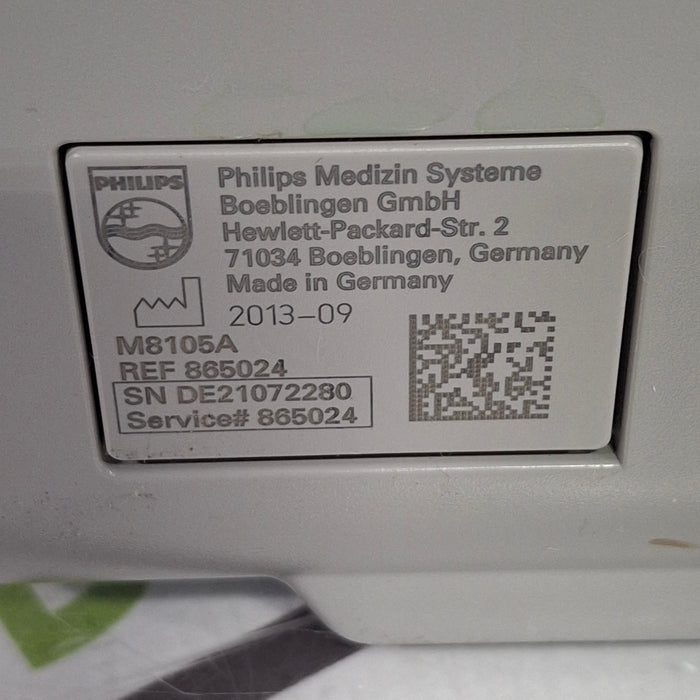 PHILIPS
Philips Medizin Systeme
Boeblingen GmbH
Hewlett-Packard-Str. 2
71034 Boeblingen, Germany
Made in Germany
2013-09
M8105A
REF 865024
SN DE21072280
Service# 865024